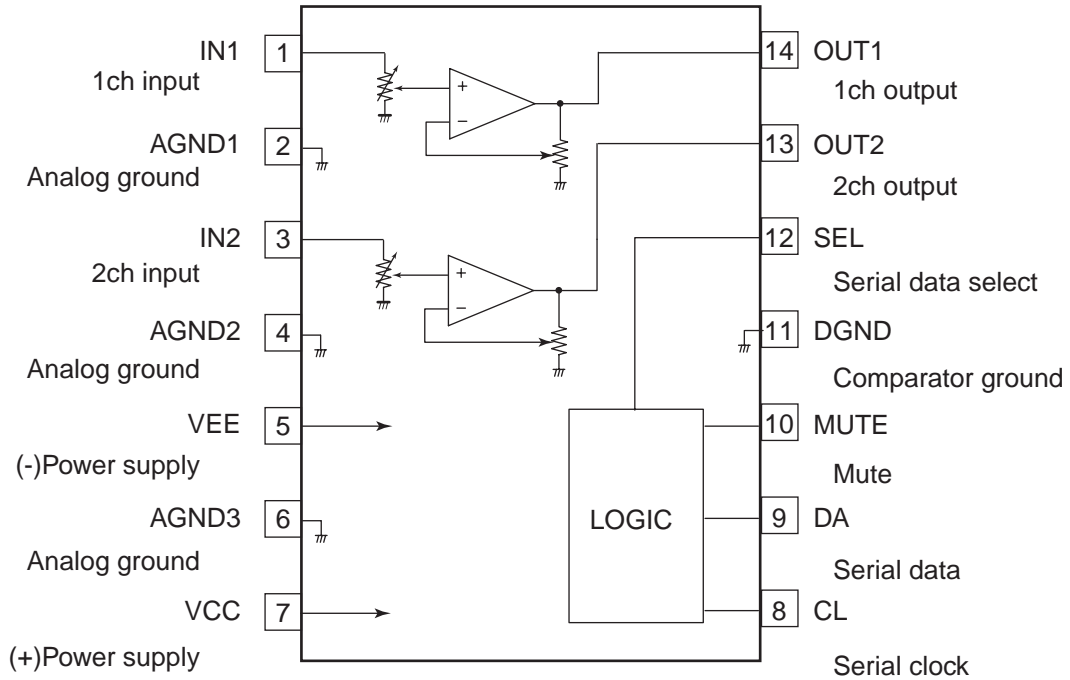 IN1
1
1ch input
AGND1
2
Analog ground
IN2
3
2ch input
AGND2
4
Analog ground
VEE
5
(-)Power supply
AGND3
6
Analog ground
VCC
7
(+)Power supply
+
−
+
−
LOGIC
14
OUT1
1ch output
13
OUT2
2ch output
12
SEL
Serial data select
11
DGND
Comparator ground
10
MUTE
Mute
9
DA
Serial data
8
CL
Serial clock